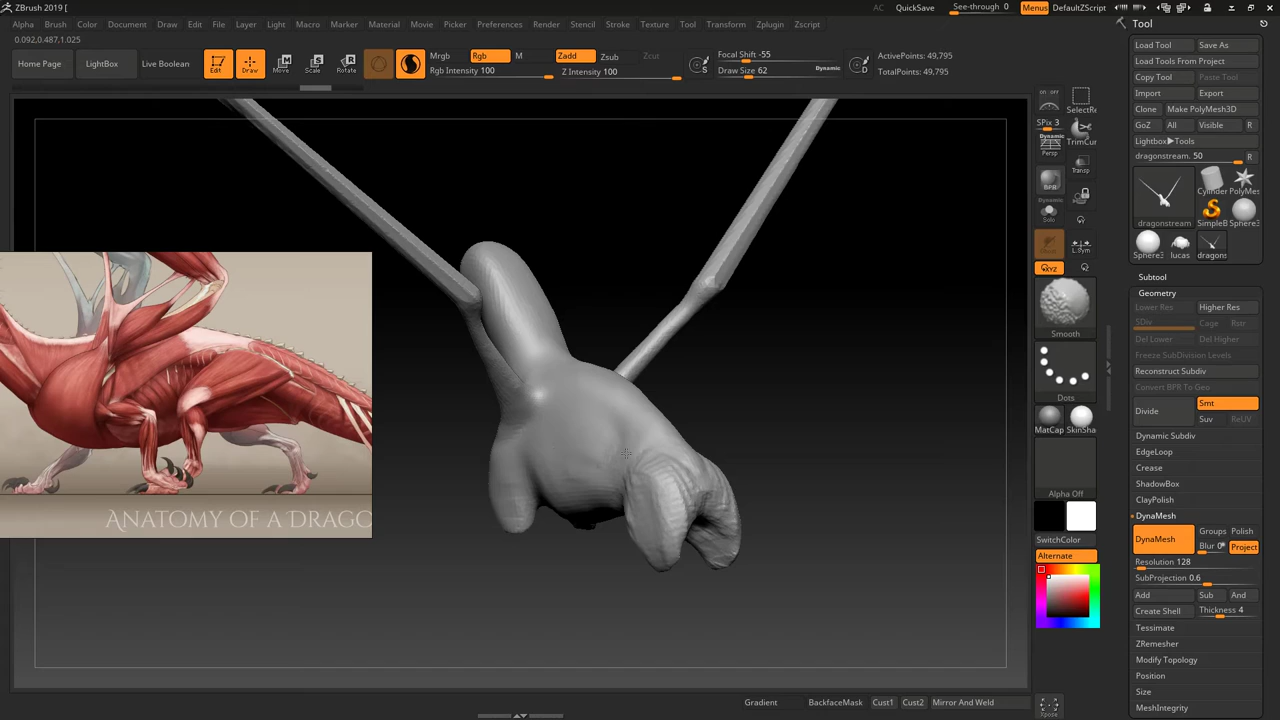 ZBrush 2019 [
AC QuickSave See-through 0 Menus DefaultZScript
Alpha Brush Color Document Draw Edit File Layer Light Macro Marker Material Movie Picker Preferences Render Stencil Stroke Texture Tool Transform Zplugin Zscript
0.092,0.487,1.025
Home Page LightBox Live Boolean Edit Draw Move Scale Rotate
Mrgb Rgb M Zadd Zsub Zcut
Rgb Intensity 100 Z Intensity 100
Focal Shift -55
Draw Size 62 Dynamic
S D
ActivePoints: 49,795
TotalPoints: 49,795
ANATOMY OF A DRAGO
SPix 3
Dynamic
Persp
BPR
Dynamic
Solo
XYZ
SelectRe
TrimCur
Transp
L.Sym
Smooth
Dots
MatCap SkinSha
Alpha Off
SwitchColor
Alternate
Gradient BackfaceMask Cust1 Cust2 Mirror And Weld
Xpose
Tool
Load Tool Save As
Load Tools From Project
Copy Tool Paste Tool
Import Export
Clone Make PolyMesh3D
GoZ All Visible R
Lightbox▶Tools
dragonstream. 50 R
dragonstream
Cylinder PolyMes
SimpleB Sphere3
Sphere3 lucas dragons
Subtool
Geometry
Lower Res Higher Res
SDiv Cage Rstr
Del Lower Del Higher
Freeze SubDivision Levels
Reconstruct Subdiv
Convert BPR To Geo
Divide Smt
Suv ReUV
Dynamic Subdiv
EdgeLoop
Crease
ShadowBox
ClayPolish
DynaMesh
DynaMesh Groups Polish
Blur 0 Project
Resolution 128
SubProjection 0.6
Add Sub And
Create Shell Thickness 4
Tessimate
ZRemesher
Modify Topology
Position
Size
MeshIntegrity